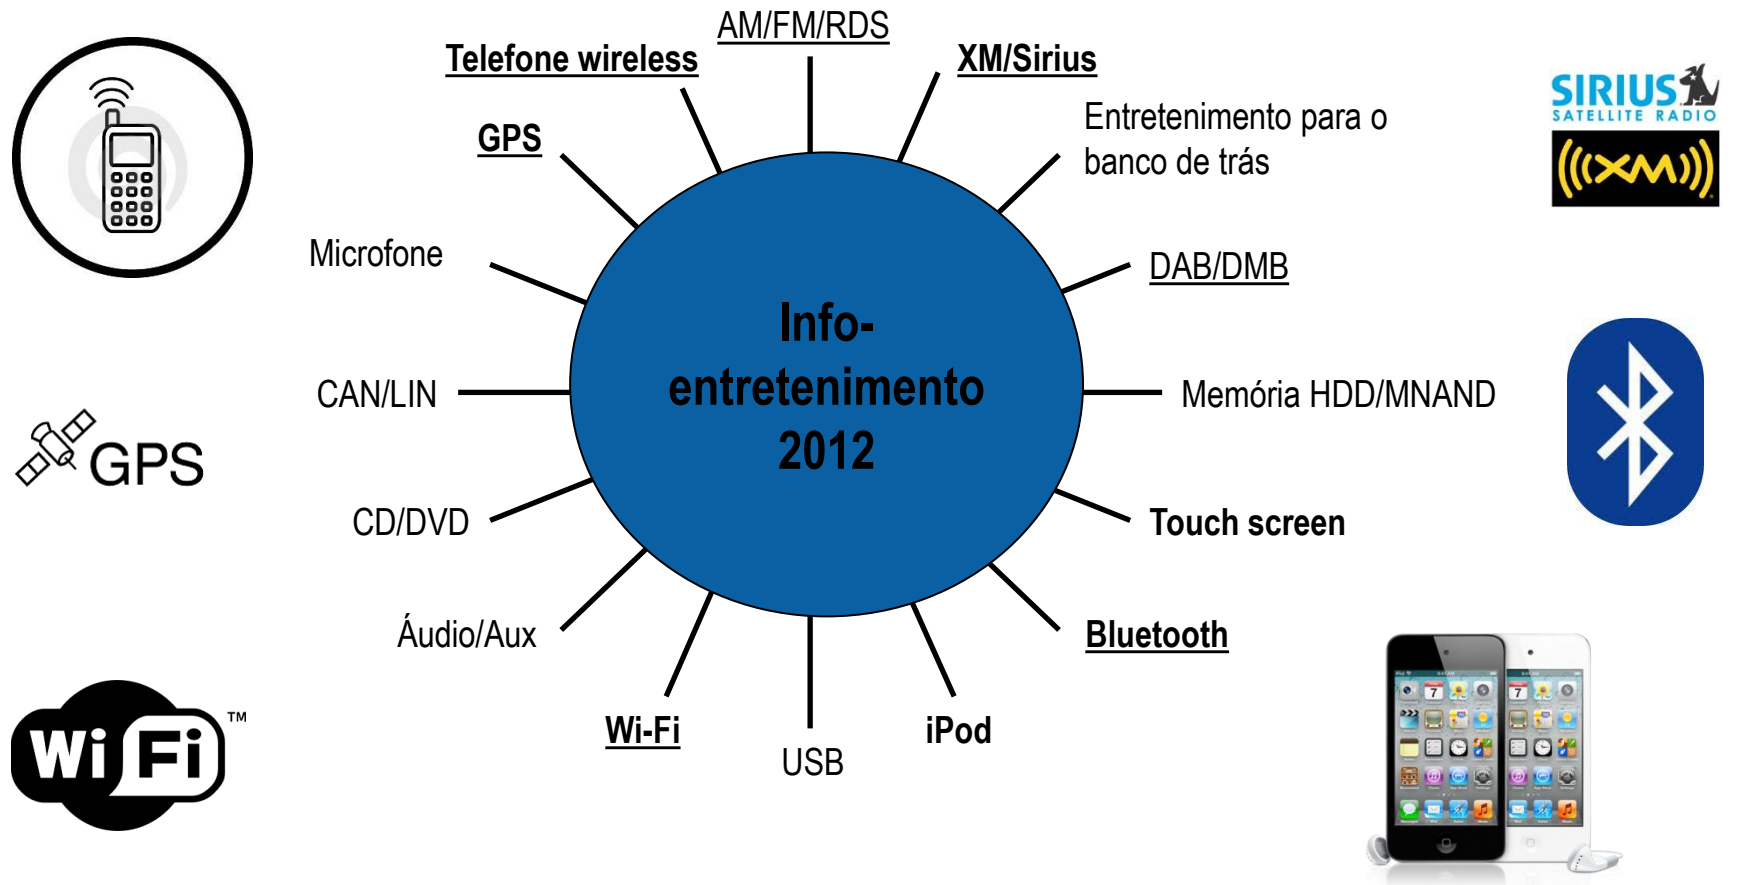 AM/FM/RDS
Telefone wireless
XM/Sirius
GPS
Entretenimento para o
banco de trás
Microfone
DAB/DMB
Info-
entretenimento
2012
CAN/LIN
Memória HDD/MNAND
CD/DVD
Touch screen
Áudio/Aux
Bluetooth
Wi-Fi
iPod
USB
SIRIUS
SATELLITE RADIO
(((XM)))
GPS
Wi Fi ™
7
7